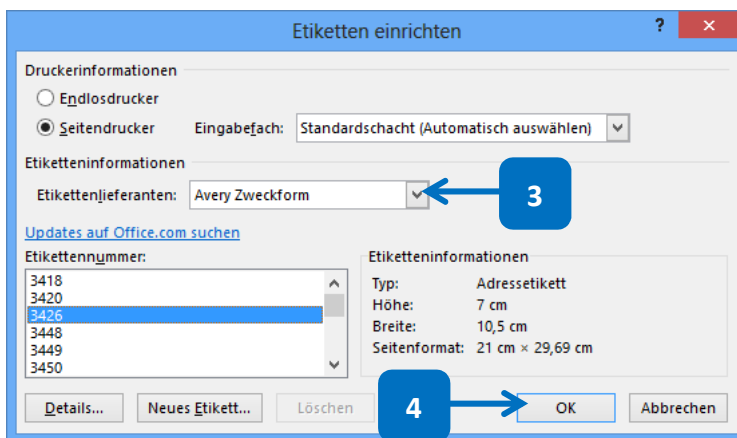 Etiketten einrichten ? ×
Druckerinformationen
Endlosdrucker
Seitendrucker Eingabefach: Standardschacht (Automatisch auswählen)
Etiketteninformationen
Etikettenlieferanten: Avery Zweckform 3
Updates auf Office.com suchen
Etikettennummer: Etiketteninformationen
3418 Typ: Adressetikett
3420 Höhe: 7 cm
3426 Breite: 10,5 cm
3448 Seitenformat: 21 cm × 29,69 cm
3449
3450
Details... Neues Etikett... Löschen 4 OK Abbrechen